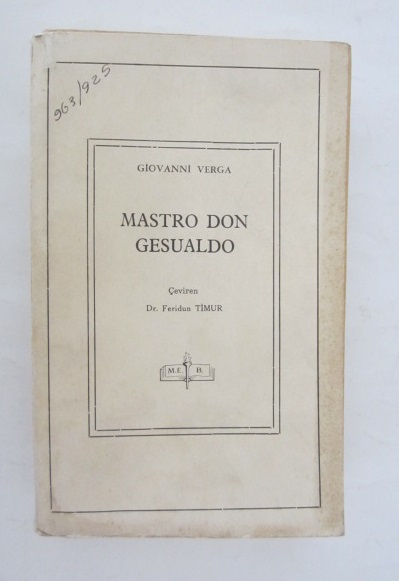 963/925
GİOVANNİ VERGA
MASTRO DON
GESUALDO
Çeviren
Dr. Feridun TİMUR
M.E. B.